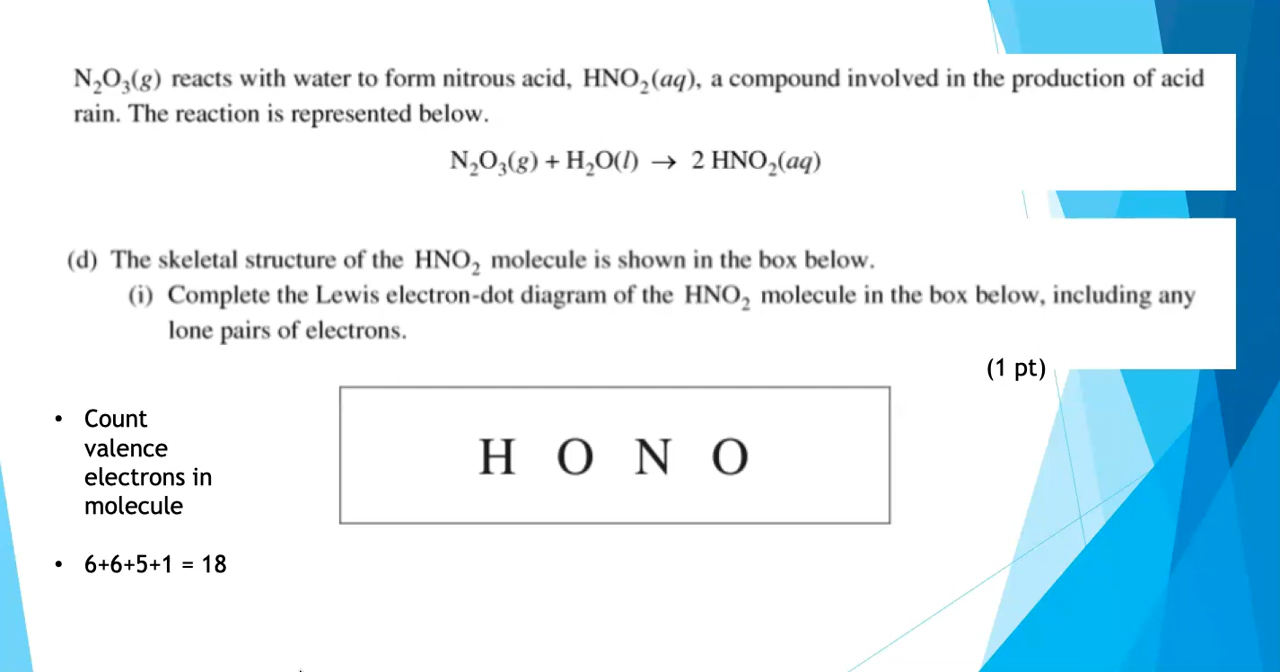 N₂O₃(g) reacts with water to form nitrous acid, HNO₂(aq), a compound involved in the production of acid
rain. The reaction is represented below.
N₂O₃(g) + H₂O(l) → 2 HNO₂(aq)
(d) The skeletal structure of the HNO₂ molecule is shown in the box below.
(i) Complete the Lewis electron-dot diagram of the HNO₂ molecule in the box below, including any
lone pairs of electrons.
(1 pt)
• Count
valence
electrons in
molecule
H O N O
• 6+6+5+1 = 18